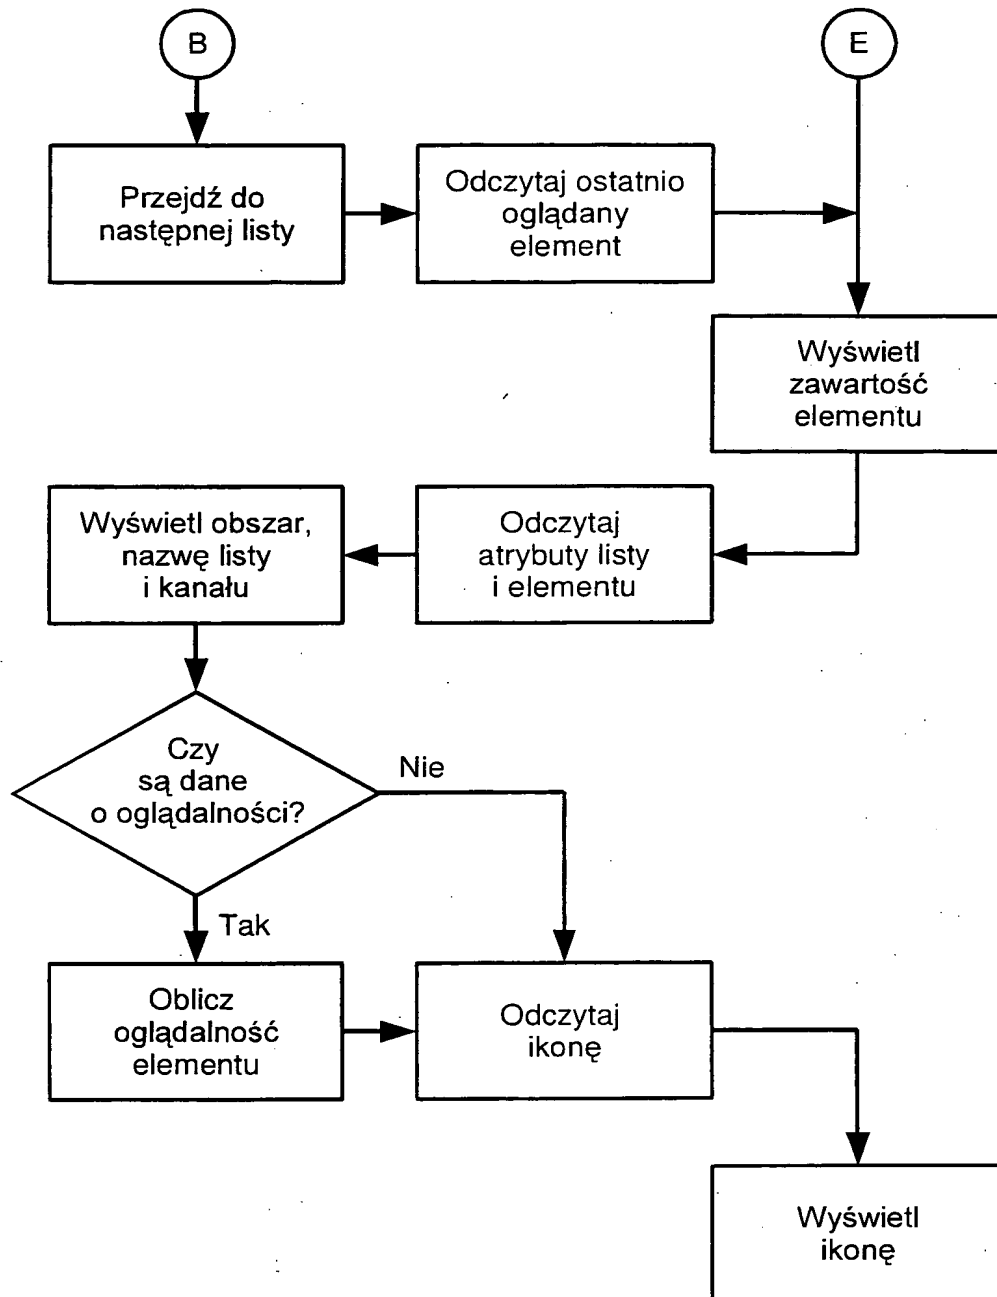 B
E
Przejdź do
następnej listy
Odczytaj ostatnio
oglądany
element
Wyświetl
zawartość
elementu
Wyświetl obszar,
nazwę listy
i kanału
Odczytaj
atrybuty listy
i elementu
Czy
są dane
o oglądalności?
Nie
Tak
Oblicz
oglądalność
elementu
Odczytaj
ikonę
Wyświetl
ikonę